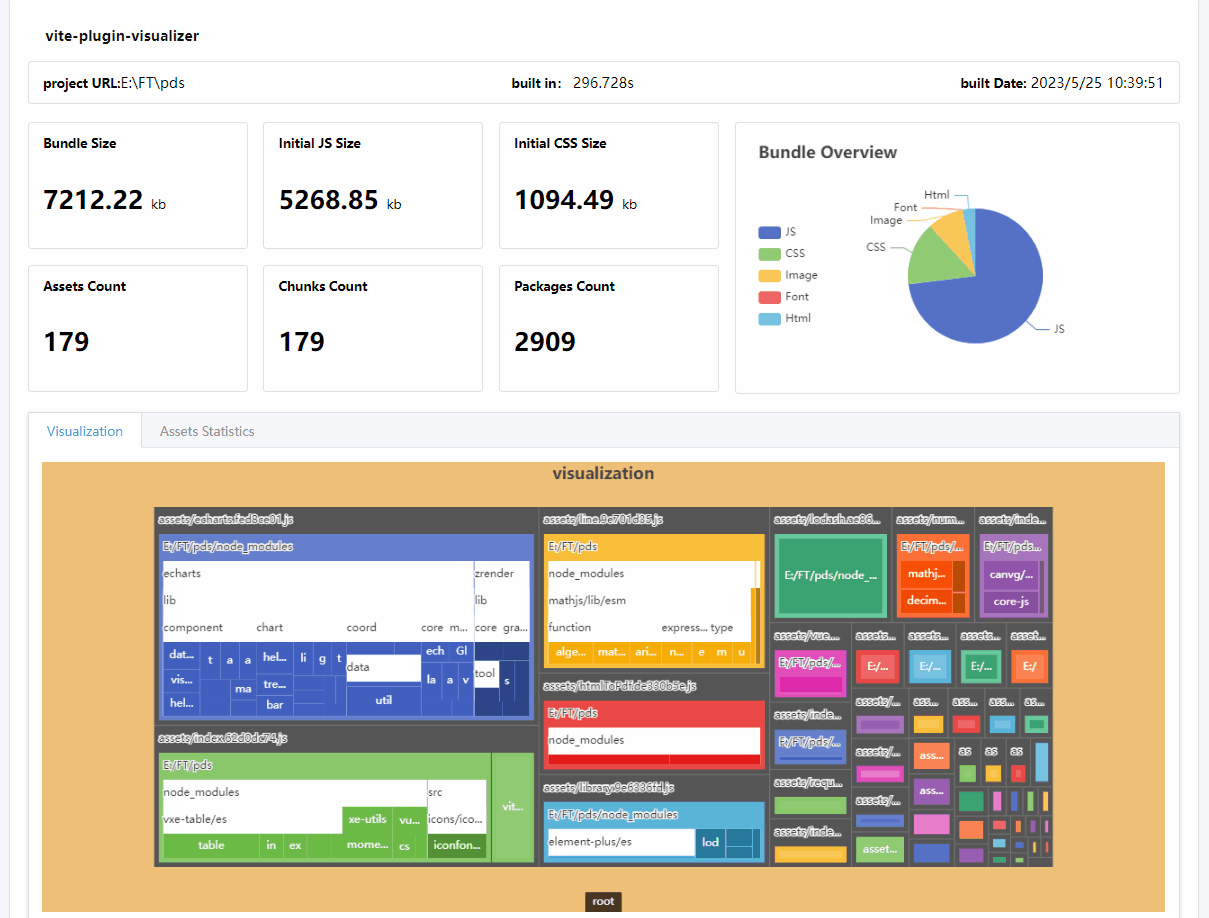 vite-plugin-visualizer
project URL:E:\FT\pds
built in: 296.728s
built Date: 2023/5/25 10:39:51
Bundle Size
7212.22 kb
Initial JS Size
5268.85 kb
Initial CSS Size
1094.49 kb
Assets Count
179
Chunks Count
179
Packages Count
2909
Bundle Overview
JS
CSS
Image
Font
Html
Html
Font
Image
CSS
JS
Visualization
Assets Statistics
visualization
assets/echarts.fed8ee01.js
E:/FT/pds/node_modules
echarts
zrender
lib
lib
component
chart
coord
core
m...
core
gra...
dat...
t
a
a
hel...
li
g
t
data
ech
Gl
tool
s
vis...
ma
tre...
la
a
v
hel...
bar
util
assets/index.62d0dc74.js
E:/FT/pds
node_modules
src
vxe-table/es
xe-utils
vu...
icons/ico...
vit...
table
in
ex
mome...
cs
iconfon...
assets/line.9c701d35.js
E:/FT/pds
node_modules
mathjs/lib/esm
function
express...
type
alge...
mat...
ari...
n...
e
m
u
assets/htmlToPdf.de330b5e.js
E:/FT/pds
node_modules
assets/library.9e6336fd.js
E:/FT/pds/node_modules
element-plus/es
lod
assets/lodash.ae86...
E:/FT/pds/node_...
assets/num...
E:/FT/pds/...
mathj...
decim...
assets/inde...
E:/FT/pds...
canvg/...
core-js
assets/vue...
E:/FT/pds/...
assets...
E:/...
assets...
E:/...
assets...
E:/...
asset...
E:/...
assets/inde...
E:/FT/pds/...
assets/requ...
assets/inde...
assets/...
ass...
ass...
ass...
as...
assets/...
ass...
as
as
as
assets/...
ass...
asset...
root